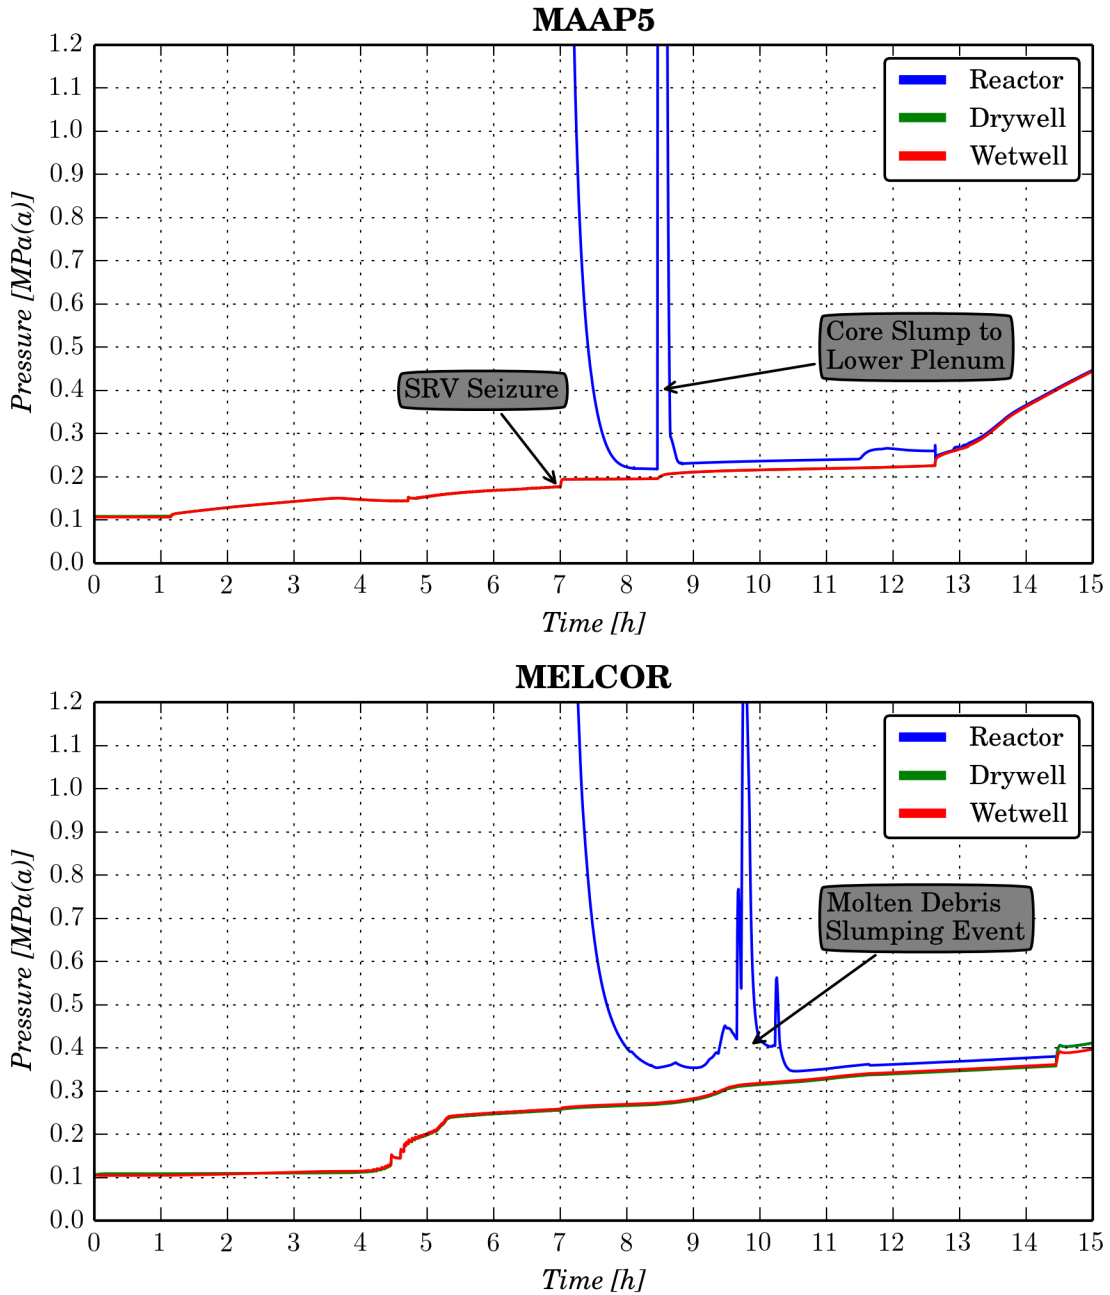 MAAP5
1.2
1.1
1.0
0.9
0.8
0.7
0.6
0.5
0.4
0.3
0.2
0.1
0.0
Pressure [MPa(a)]
Reactor
Drywell
Wetwell
Core Slump to
Lower Plenum
SRV Seizure
0 1 2 3 4 5 6 7 8 9 10 11 12 13 14 15
Time [h]
MELCOR
1.2
1.1
1.0
0.9
0.8
0.7
0.6
0.5
0.4
0.3
0.2
0.1
0.0
Pressure [MPa(a)]
Reactor
Drywell
Wetwell
Molten Debris
Slumping Event
0 1 2 3 4 5 6 7 8 9 10 11 12 13 14 15
Time [h]